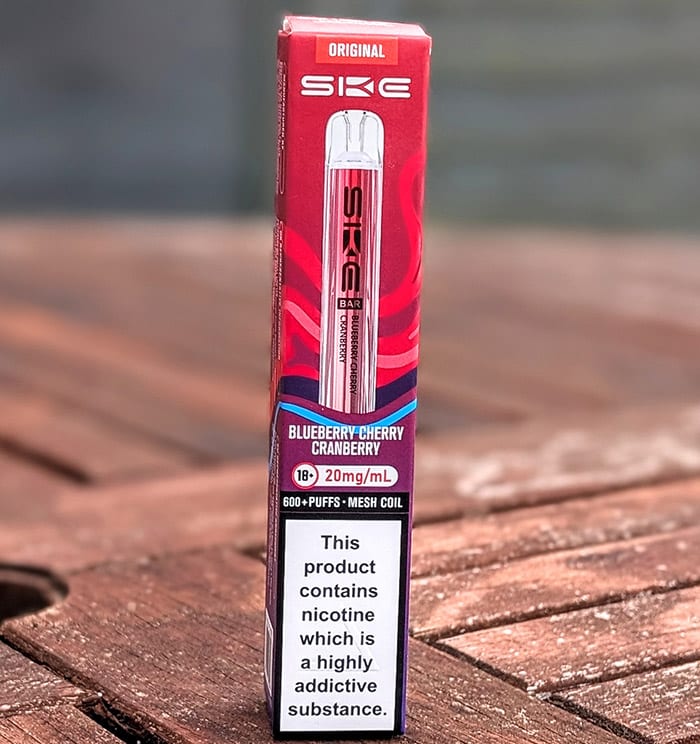 ORIGINAL
SKE
SKE
BAR
BLUEBERRY CHERRY
CRANBERRY
BLUEBERRY CHERRY
CRANBERRY
18+ 20mg/mL
600+PUFFS·MESH COIL
This
product
contains
nicotine
which is
a highly
addictive
substance.